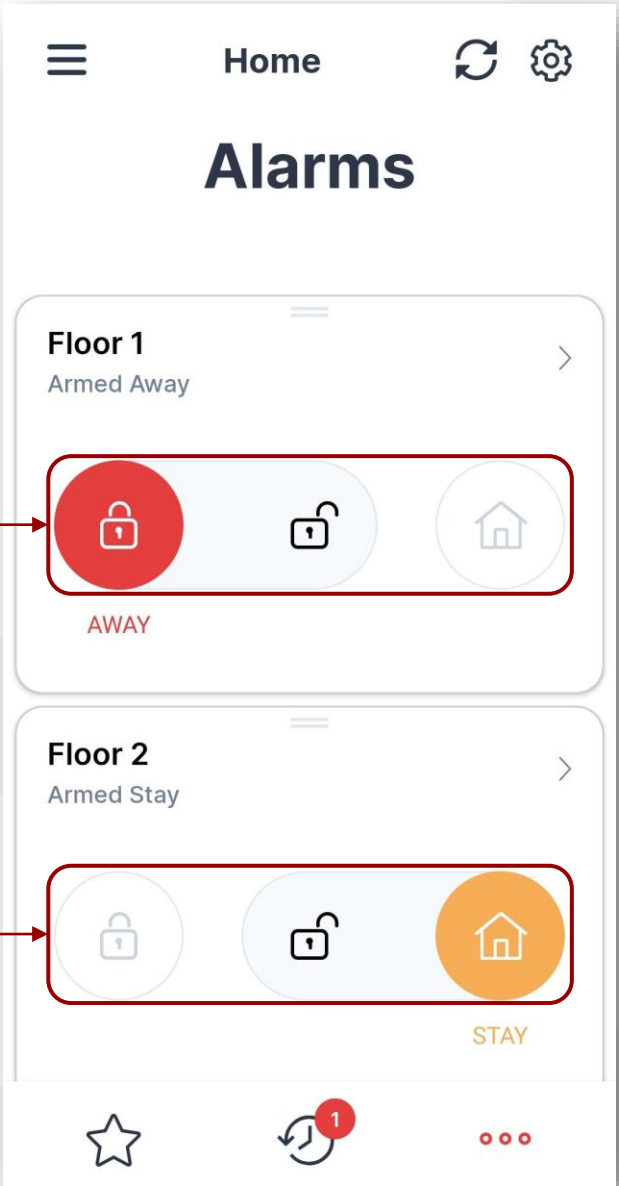 Home
Alarms
Floor 1
Armed Away
AWAY
Floor 2
Armed Stay
STAY
1